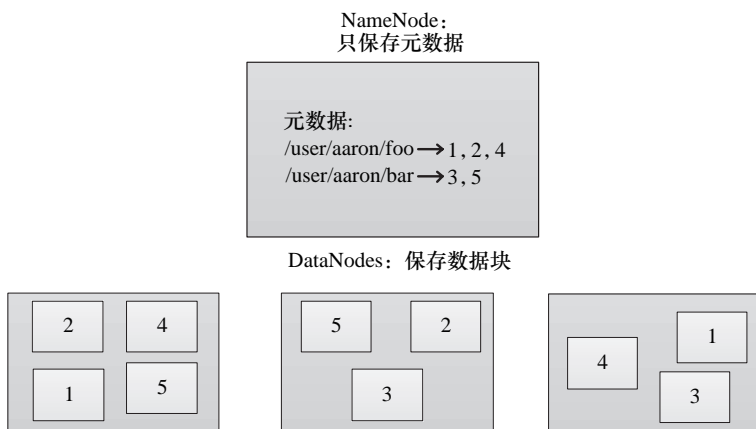 NameNode：
只保存元数据
元数据:
/user/aaron/foo→1, 2, 4
/user/aaron/bar→3, 5
DataNodes：保存数据块
2 4
1 5
5 2
3
1
4
3